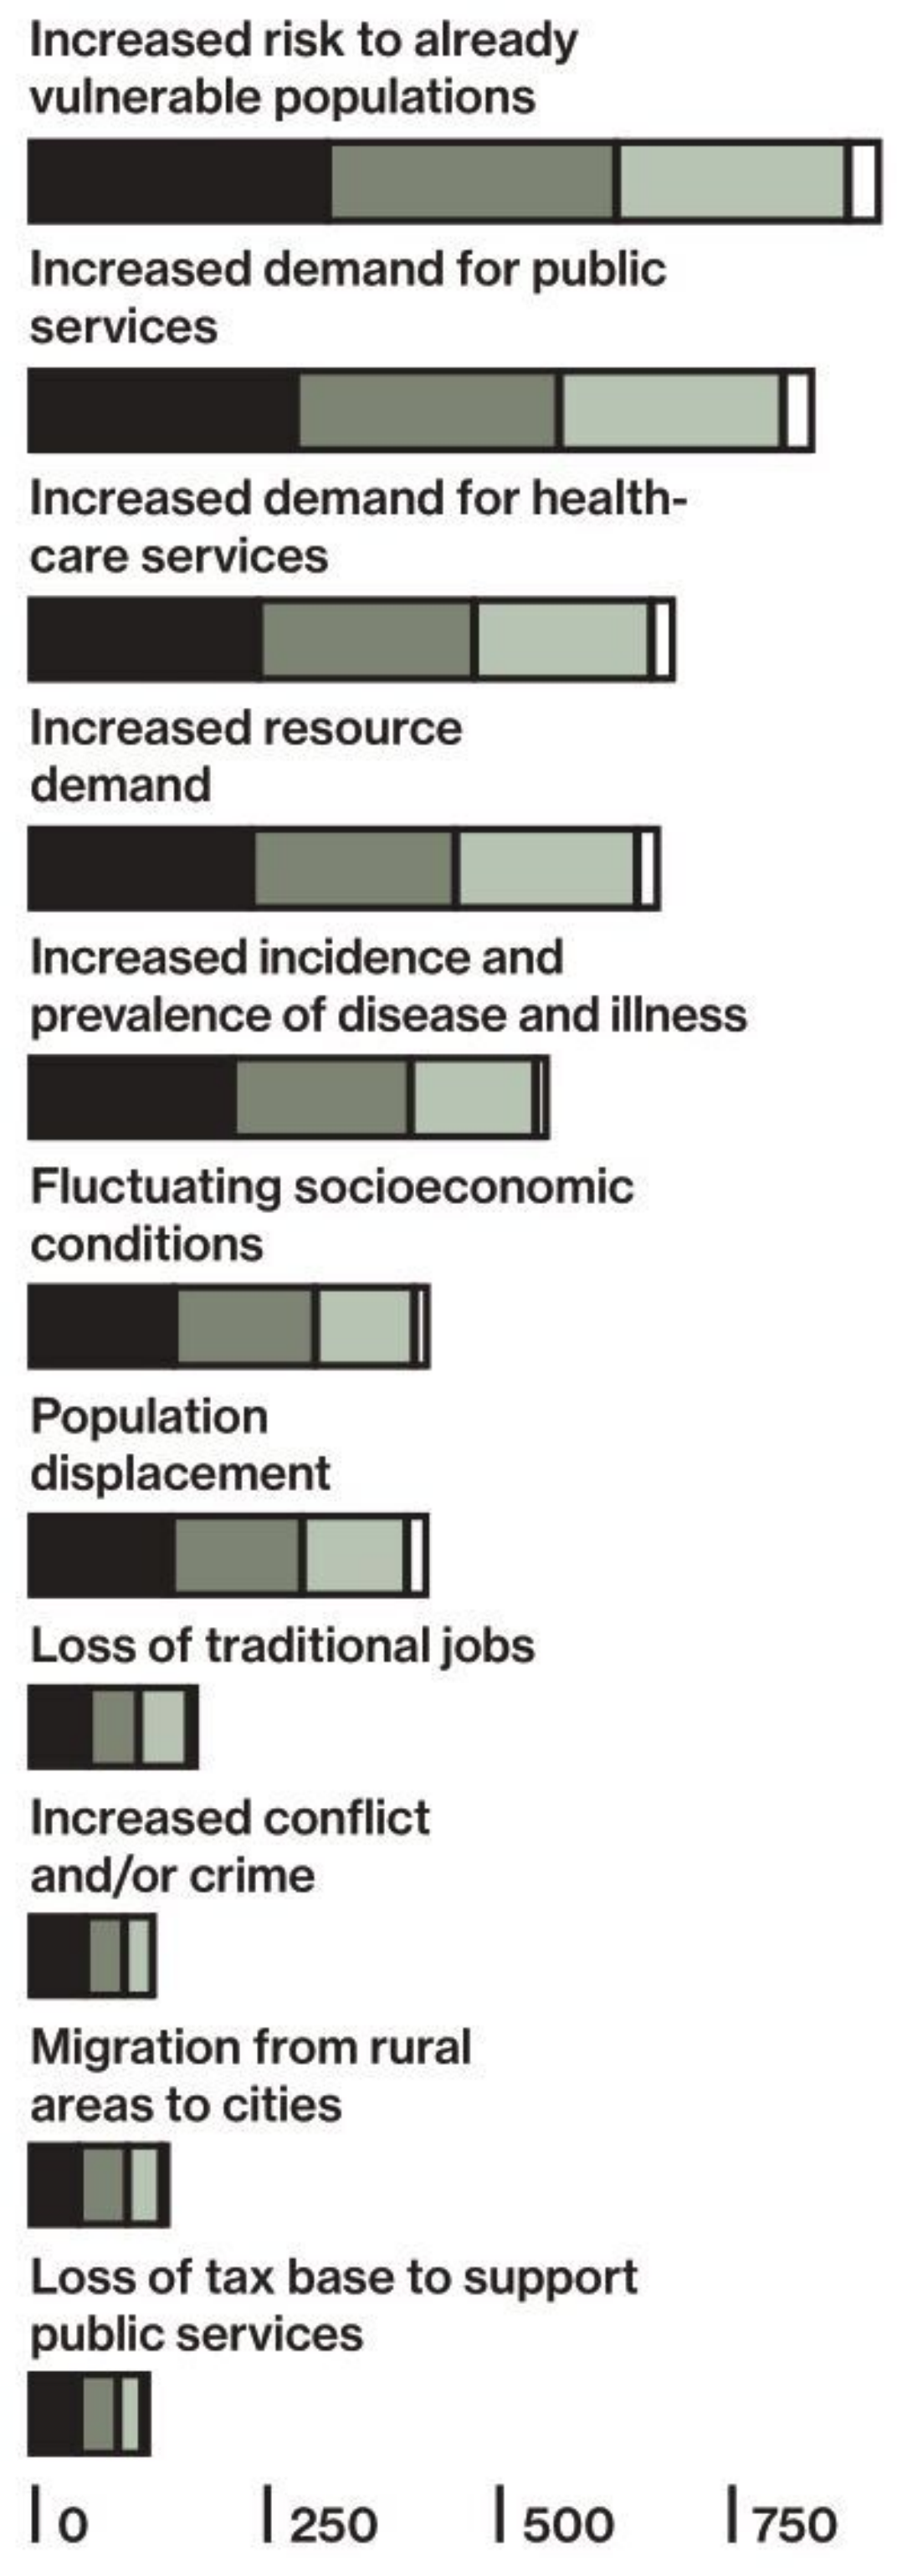 Increased risk to already
vulnerable populations
Increased demand for public
services
Increased demand for health-
care services
Increased resource
demand
Increased incidence and
prevalence of disease and illness
Fluctuating socioeconomic
conditions
Population
displacement
Loss of traditional jobs
Increased conflict
and/or crime
Migration from rural
areas to cities
Loss of tax base to support
public services
0 250 500 750